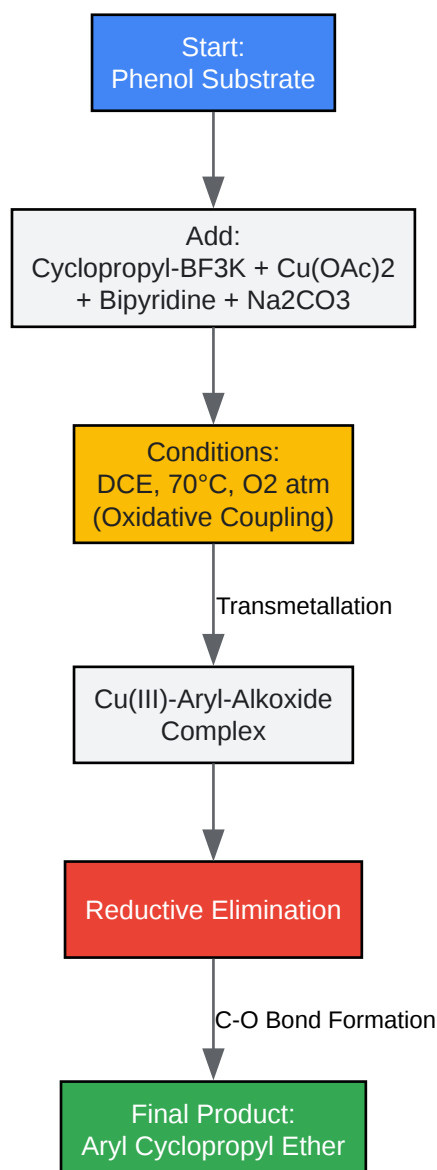 Start:
Phenol Substrate
Add:
Cyclopropyl-BF3K + Cu(OAc)2
+ Bipyridine + Na2CO3
Conditions:
DCE, 70°C, O2 atm
(Oxidative Coupling)
Transmetallation
Cu(III)-Aryl-Alkoxide
Complex
Reductive Elimination
C-O Bond Formation
Final Product:
Aryl Cyclopropyl Ether